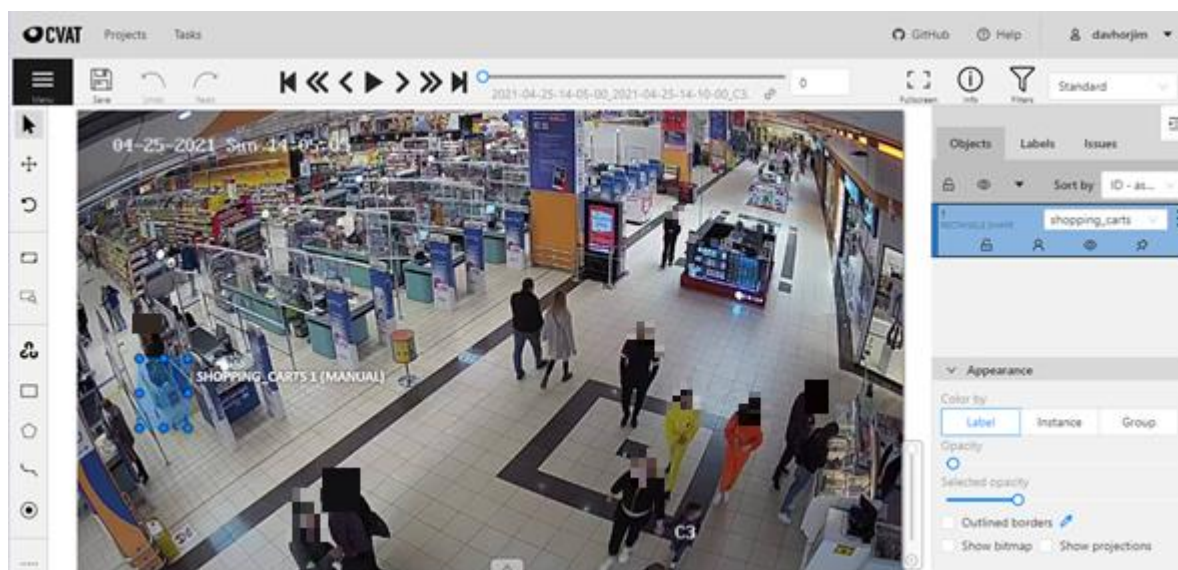 CVAT Projects Tasks GitHub Help davhorjim
Menu Save Undo Redo 2021-04-25-14-05-00_2021-04-25-14-10-00_C3. 0 Fullscreen Info Filters Standard
04-25-2021 Sun 14:05:05
Objects Labels Issues
Sort by ID - as...
1 shopping_carts
RECTANGLE SHAPE
SHOPPING_CARTS 1 (MANUAL)
Appearance
Color by
Label Instance Group
Opacity
Selected opacity
Outlined borders
Show bitmap Show projections
C3